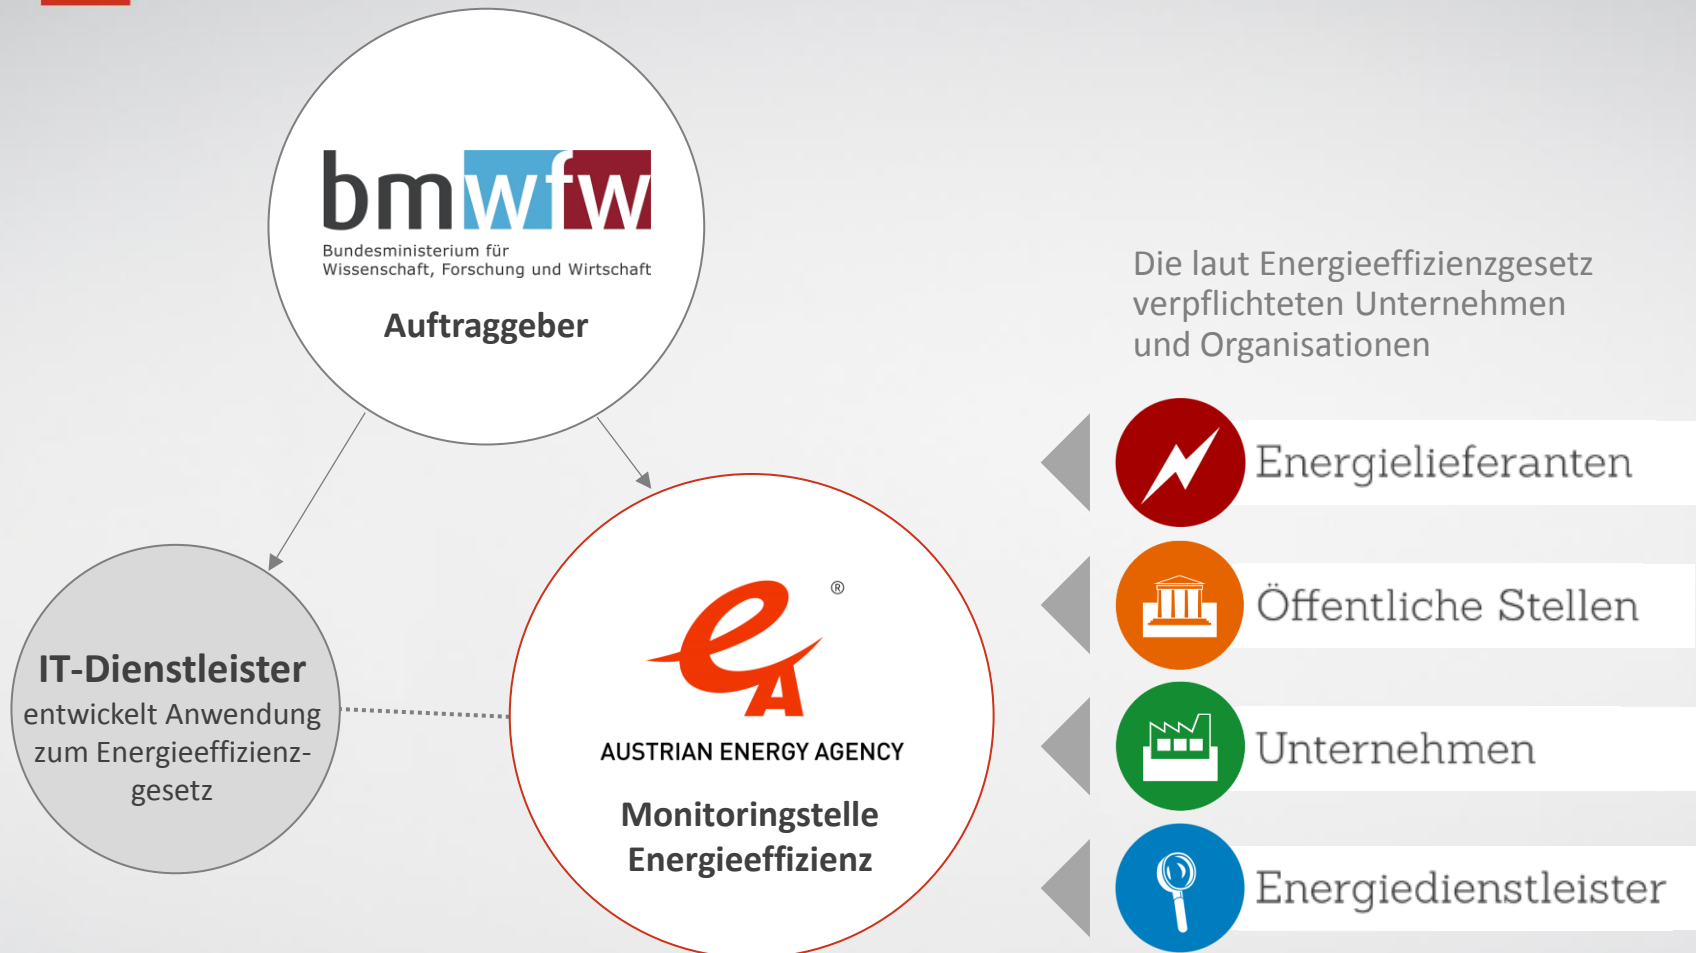 bmwfw
Bundesministerium für
Wissenschaft, Forschung und Wirtschaft
Auftraggeber
IT-Dienstleister
entwickelt Anwendung
zum Energieeffizienz-
gesetz
eA ®
AUSTRIAN ENERGY AGENCY
Monitoringstelle
Energieeffizienz
Die laut Energieeffizienzgesetz
verpflichteten Unternehmen
und Organisationen
Energielieferanten
Öffentliche Stellen
Unternehmen
Energiedienstleister